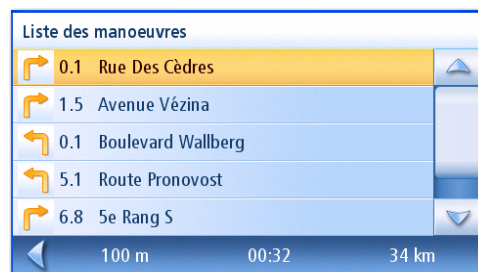 Liste des manoeuvres
0.1 Rue Des Cèdres
1.5 Avenue Vézina
0.1 Boulevard Wallberg
5.1 Route Pronovost
6.8 5e Rang S
100 m 00:32 34 km